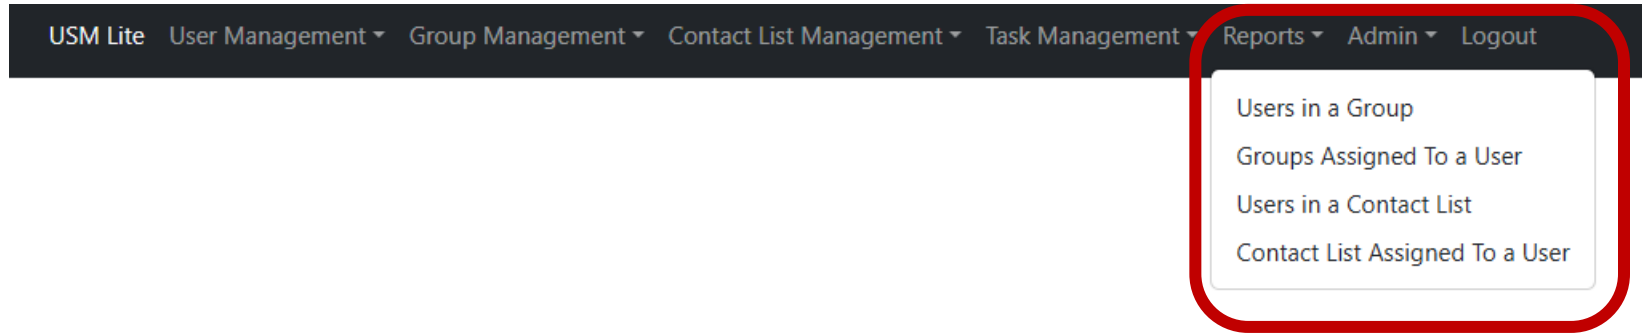 USM Lite User Management Group Management Contact List Management Task Management Reports Admin Logout
Users in a Group
Groups Assigned To a User
Users in a Contact List
Contact List Assigned To a User